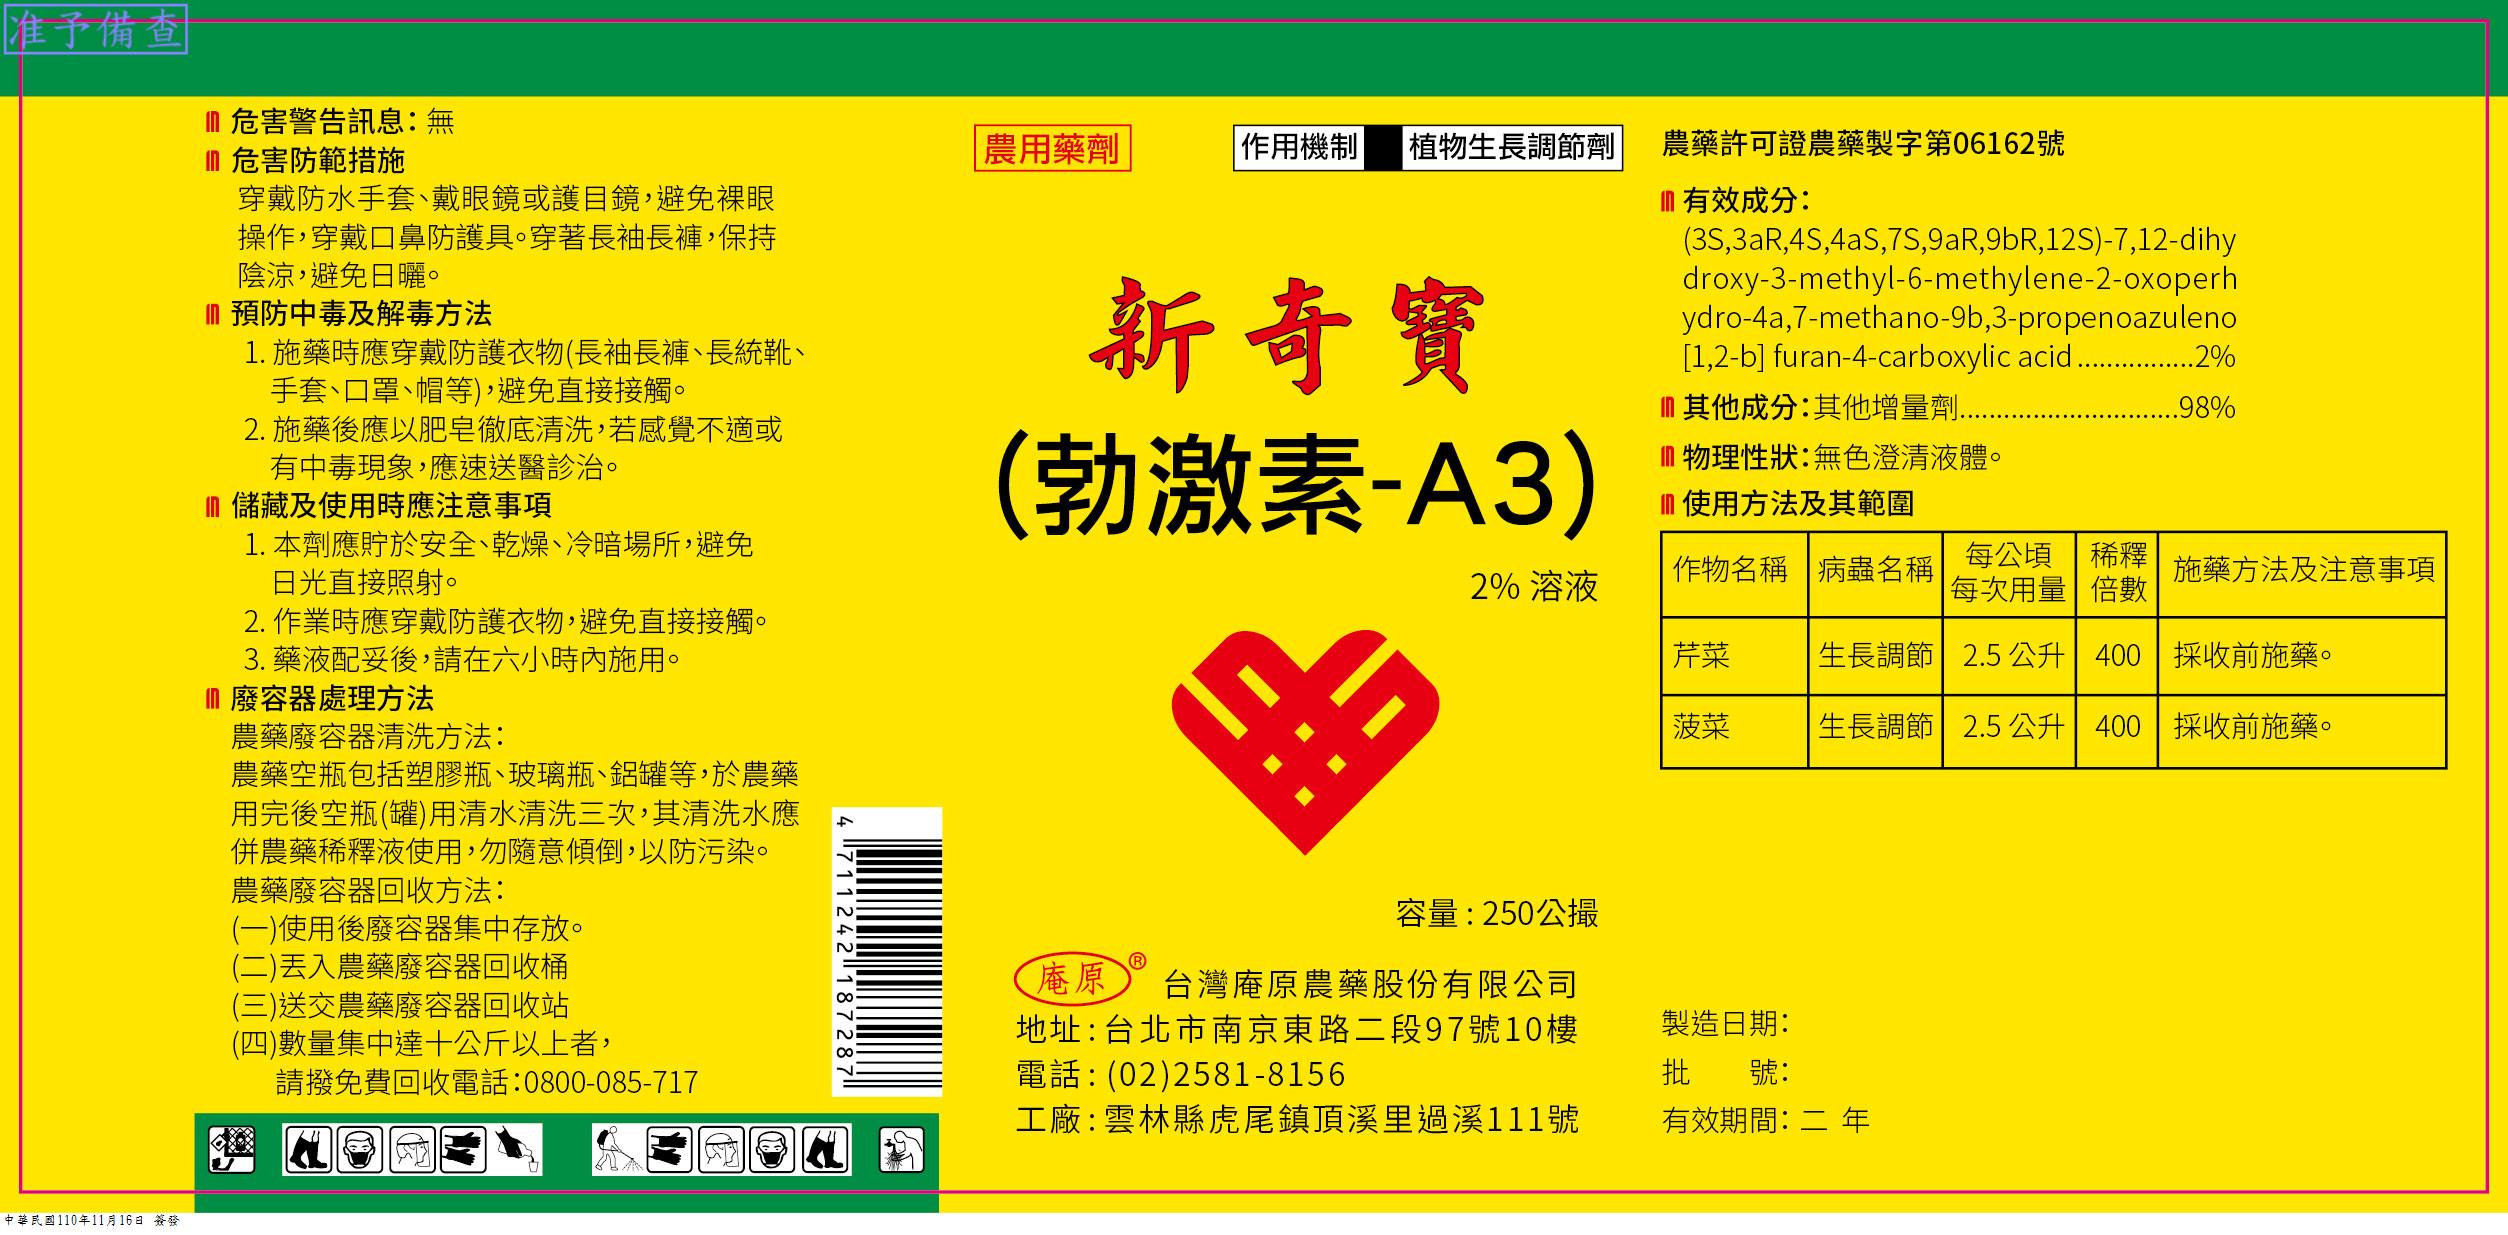 准予備查
危害警告訊息：無
危害防範措施
穿戴防水手套、戴眼鏡或護目鏡，避免裸眼
操作，穿戴口鼻防護具。穿著長袖長褲，保持
陰涼，避免日曬。
預防中毒及解毒方法
1. 施藥時應穿戴防護衣物(長袖長褲、長統靴、
手套、口罩、帽等)，避免直接接觸。
2. 施藥後應以肥皂徹底清洗，若感覺不適或
有中毒現象，應速送醫診治。
儲藏及使用時應注意事項
1. 本劑應貯於安全、乾燥、冷暗場所，避免
日光直接照射。
2. 作業時應穿戴防護衣物，避免直接接觸。
3. 藥液配妥後，請在六小時內施用。
廢容器處理方法
農藥廢容器清洗方法：
農藥空瓶包括塑膠瓶、玻璃瓶、鋁罐等，於農藥
用完後空瓶(罐)用清水清洗三次，其清洗水應
併農藥稀釋液使用，勿隨意傾倒，以防污染。
農藥廢容器回收方法：
(一)使用後廢容器集中存放。
(二)丟入農藥廢容器回收桶
(三)送交農藥廢容器回收站
(四)數量集中達十公斤以上者，
請撥免費回收電話：0800-085-717
4 711242 187287
農用藥劑
作用機制 植物生長調節劑
新奇寶
(勃激素-A3)
2% 溶液
容量 : 250公撮
庵原® 台灣庵原農藥股份有限公司
地址 : 台北市南京東路二段97號10樓
電話 : (02)2581-8156
工廠 : 雲林縣虎尾鎮頂溪里過溪111號
農藥許可證農藥製字第06162號
有效成分：
(3S,3aR,4S,4aS,7S,9aR,9bR,12S)-7,12-dihy
droxy-3-methyl-6-methylene-2-oxoperh
ydro-4a,7-methano-9b,3-propenoazuleno
[1,2-b] furan-4-carboxylic acid ................2%
其他成分：其他增量劑..............................98%
物理性狀：無色澄清液體。
使用方法及其範圍
作物名稱 病蟲名稱 每公頃每次用量 稀釋倍數 施藥方法及注意事項
芹菜 生長調節 2.5 公升 400 採收前施藥。
菠菜 生長調節 2.5 公升 400 採收前施藥。
製造日期：
批　　號：
有效期間：二 年
中華民國110年11月16日 簽發